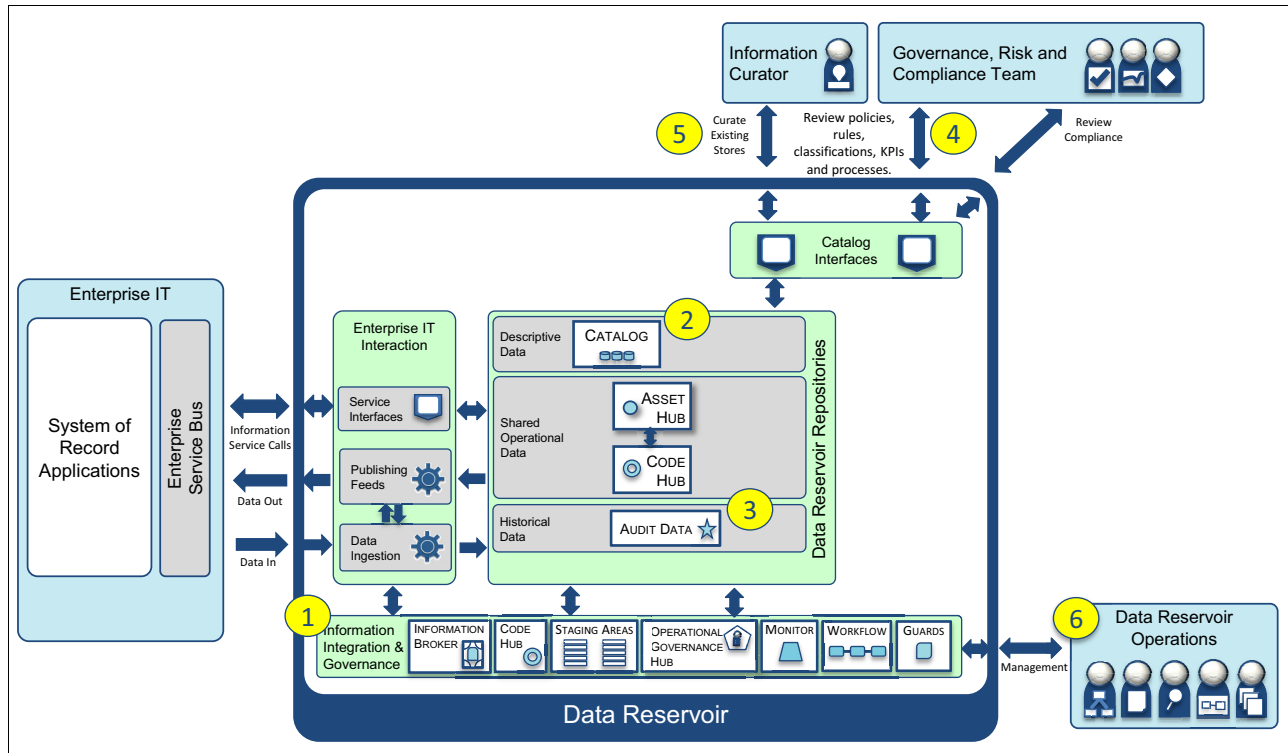 Information
Curator
Governance, Risk and
Compliance Team
5
Curate
Existing
Stores
Review policies,
rules,
classifications, KPIs
and processes.
4
Review
Compliance
Catalog
Interfaces
Enterprise IT
System of
Record
Applications
Enterprise
Service Bus
Information
Service Calls
Data Out
Data In
Enterprise IT
Interaction
Service
Interfaces
Publishing
Feeds
Data
Ingestion
2
Descriptive
Data
CATALOG
Shared
Operational
Data
ASSET
HUB
CODE
HUB
3
Historical
Data
AUDIT DATA
Data Reservoir Repositories
1
Information
Integration &
Governance
INFORMATION
BROKER
CODE
HUB
STAGING AREAS
OPERATIONAL
GOVERNANCE
HUB
MONITOR
WORKFLOW
GUARDS
Management
6
Data Reservoir
Operations
Data Reservoir